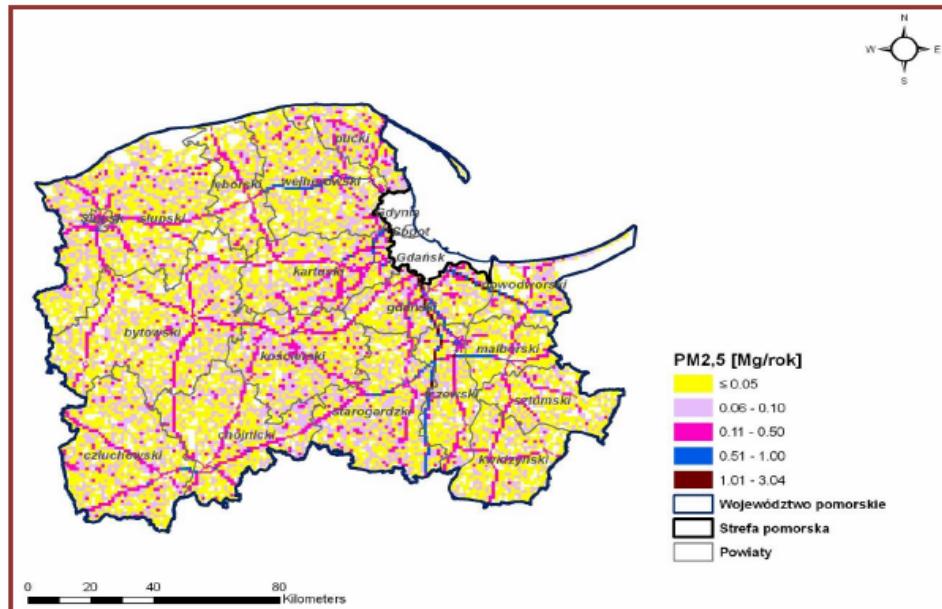 N
W E
S
pucki
lęborski wejherowski
Gdynia
Słupsk słupski
Sopot
Gdańsk
kartuski
nowodworski
gdański
bytowski
kościerski
malborski
sztumski
tczewski
starogardzki
chojnicki
człuchowski
kwidzyński
PM2,5 [Mg/rok]
≤ 0.05
0.06 - 0.10
0.11 - 0.50
0.51 - 1.00
1.01 - 3.04
Województwo pomorskie
Strefa pomorska
Powiaty
0 20 40 80
Kilometers